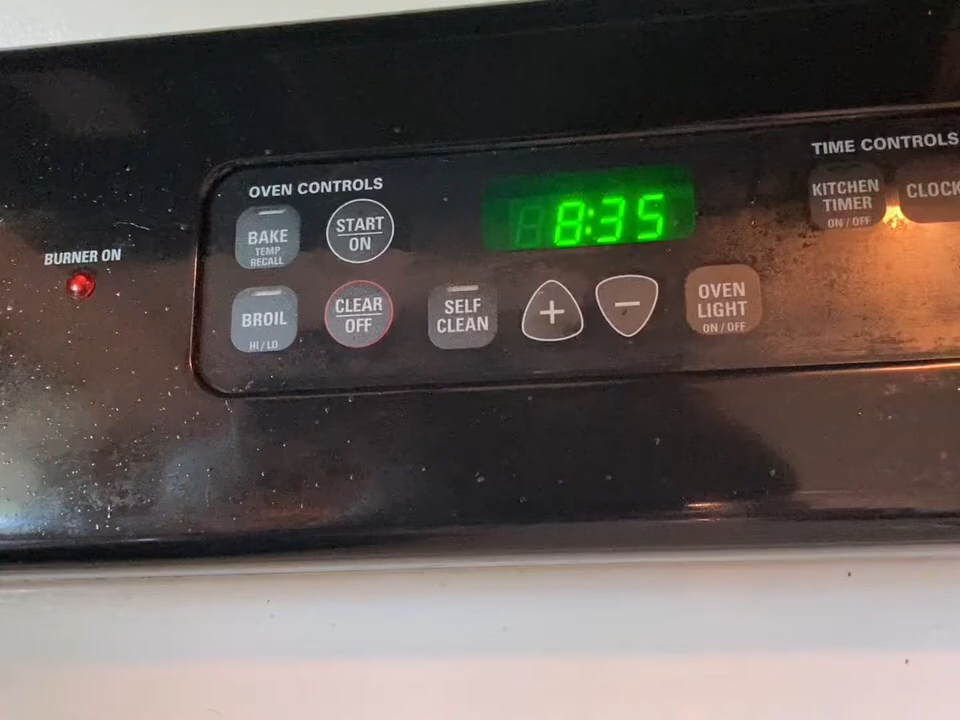 OVEN CONTROLS
BAKE
TEMP
RECALL
START
ON
BROIL
HI/LO
CLEAR
OFF
SELF
CLEAN
+
−
8:35
OVEN
LIGHT
ON/OFF
BURNER ON
TIME CONTROLS
KITCHEN
TIMER
ON/OFF
CLOCK